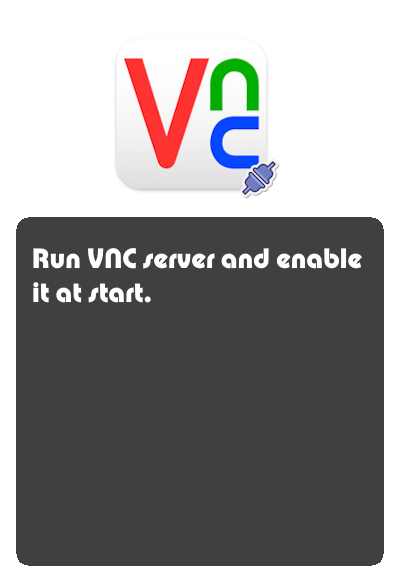 Vnc
Run VNC server and enable
it at start.